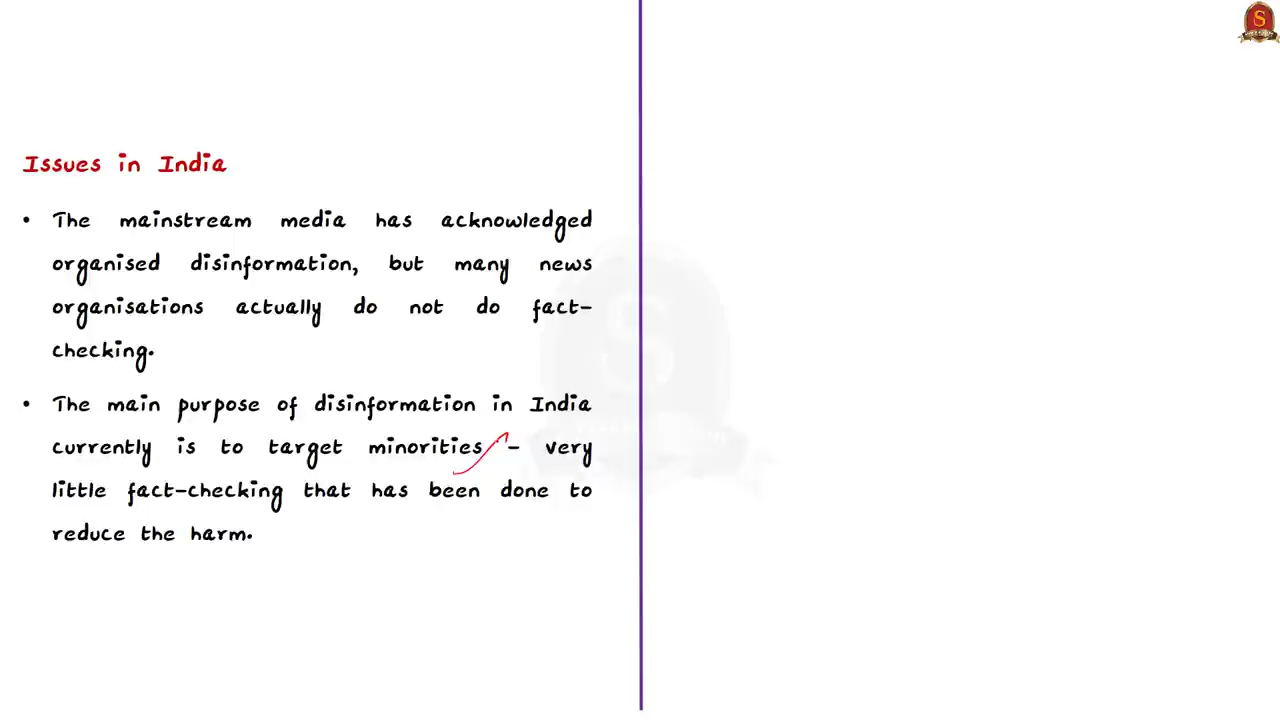 Issues in India
• The mainstream media has acknowledged
organised disinformation, but many news
organisations actually do not do fact-
checking.
• The main purpose of disinformation in India
currently is to target minorities – very
little fact-checking that has been done to
reduce the harm.
S